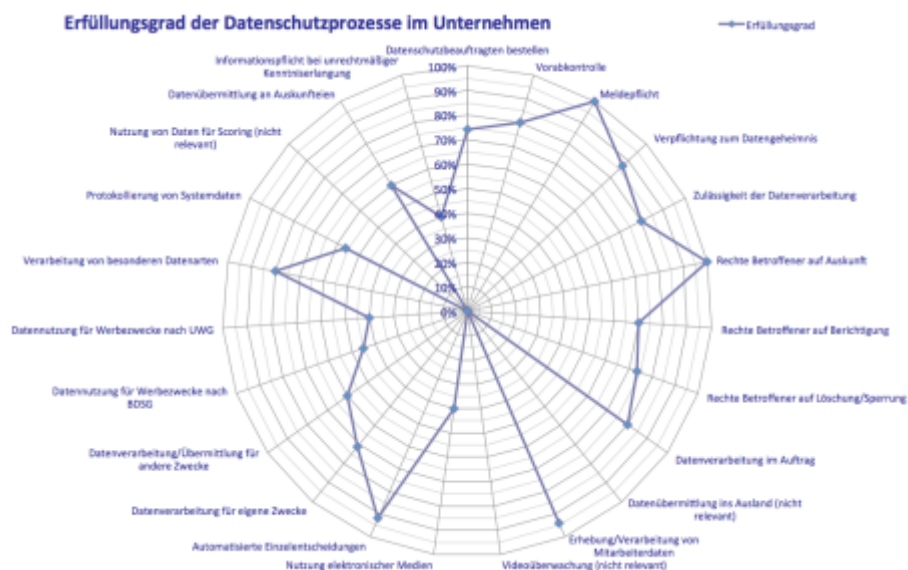 Erfüllungsgrad der Datenschutzprozesse im Unternehmen
Erfüllungsgrad
Datenschutzbeauftragten bestellen
Vorabkontrolle
Meldepflicht
Verpflichtung zum Datengeheimnis
Zulässigkeit der Datenverarbeitung
Rechte Betroffener auf Auskunft
Rechte Betroffener auf Berichtigung
Rechte Betroffener auf Löschung/Sperrung
Datenverarbeitung im Auftrag
Datenübermittlung ins Ausland (nicht
relevant)
Erhebung/Verarbeitung von
Mitarbeiterdaten
Videoüberwachung (nicht relevant)
Nutzung elektronischer Medien
Automatisierte Einzelentscheidungen
Datenverarbeitung für eigene Zwecke
Datenverarbeitung/Übermittlung für
andere Zwecke
Datennutzung für Werbezwecke nach
BDSG
Datennutzung für Werbezwecke nach UWG
Verarbeitung von besonderen Datenarten
Protokollierung von Systemdaten
Nutzung von Daten für Scoring (nicht
relevant)
Datenübermittlung an Auskunfteien
Informationspflicht bei unrechtmäßiger
Kenntniserlangung
100%
90%
80%
70%
60%
50%
40%
30%
20%
10%
0%